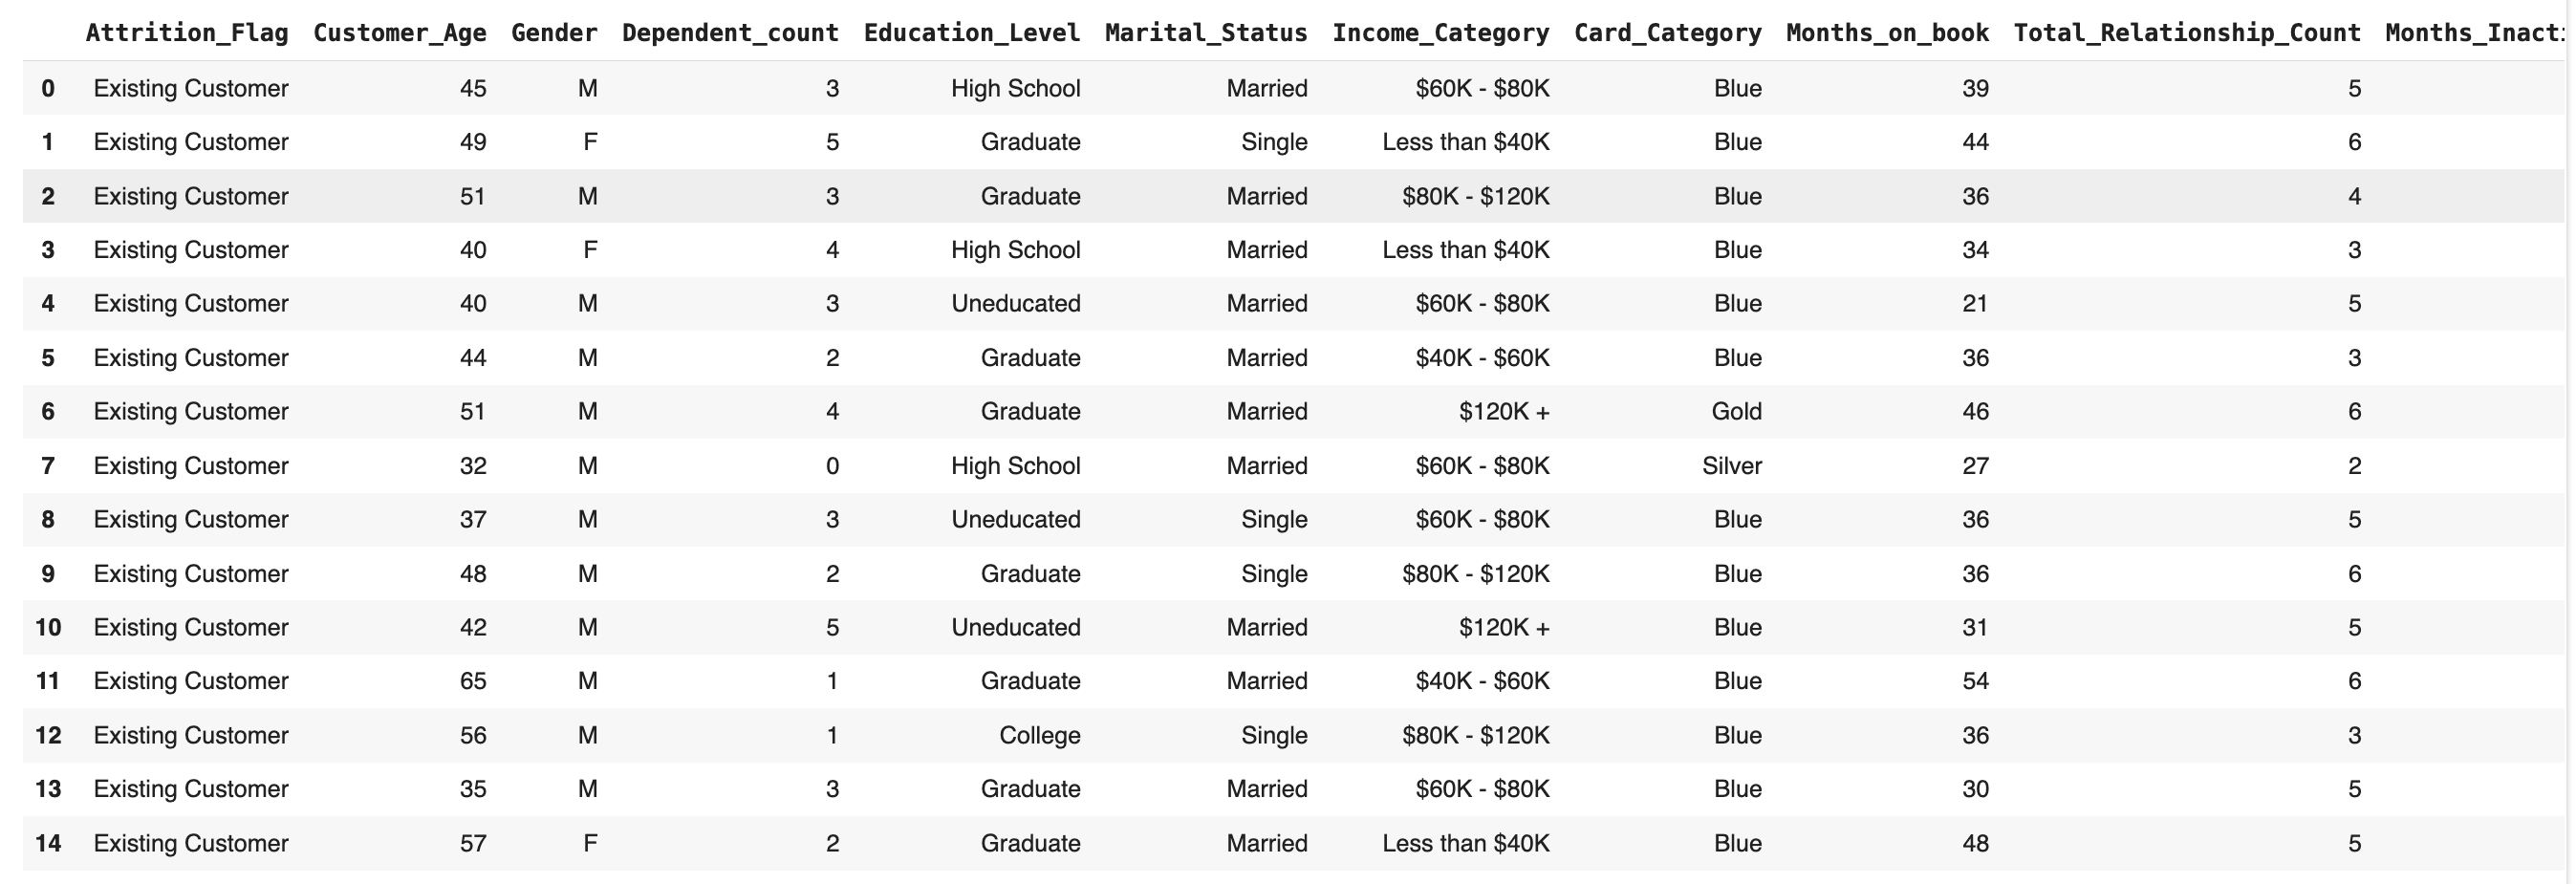 Attrition_Flag Customer_Age Gender Dependent_count Education_Level Marital_Status Income_Category Card_Category Months_on_book Total_Relationship_Count Months_Inacti
0 Existing Customer 45 M 3 High School Married $60K - $80K Blue 39 5
1 Existing Customer 49 F 5 Graduate Single Less than $40K Blue 44 6
2 Existing Customer 51 M 3 Graduate Married $80K - $120K Blue 36 4
3 Existing Customer 40 F 4 High School Married Less than $40K Blue 34 3
4 Existing Customer 40 M 3 Uneducated Married $60K - $80K Blue 21 5
5 Existing Customer 44 M 2 Graduate Married $40K - $60K Blue 36 3
6 Existing Customer 51 M 4 Graduate Married $120K + Gold 46 6
7 Existing Customer 32 M 0 High School Married $60K - $80K Silver 27 2
8 Existing Customer 37 M 3 Uneducated Single $60K - $80K Blue 36 5
9 Existing Customer 48 M 2 Graduate Single $80K - $120K Blue 36 6
10 Existing Customer 42 M 5 Uneducated Married $120K + Blue 31 5
11 Existing Customer 65 M 1 Graduate Married $40K - $60K Blue 54 6
12 Existing Customer 56 M 1 College Single $80K - $120K Blue 36 3
13 Existing Customer 35 M 3 Graduate Married $60K - $80K Blue 30 5
14 Existing Customer 57 F 2 Graduate Married Less than $40K Blue 48 5